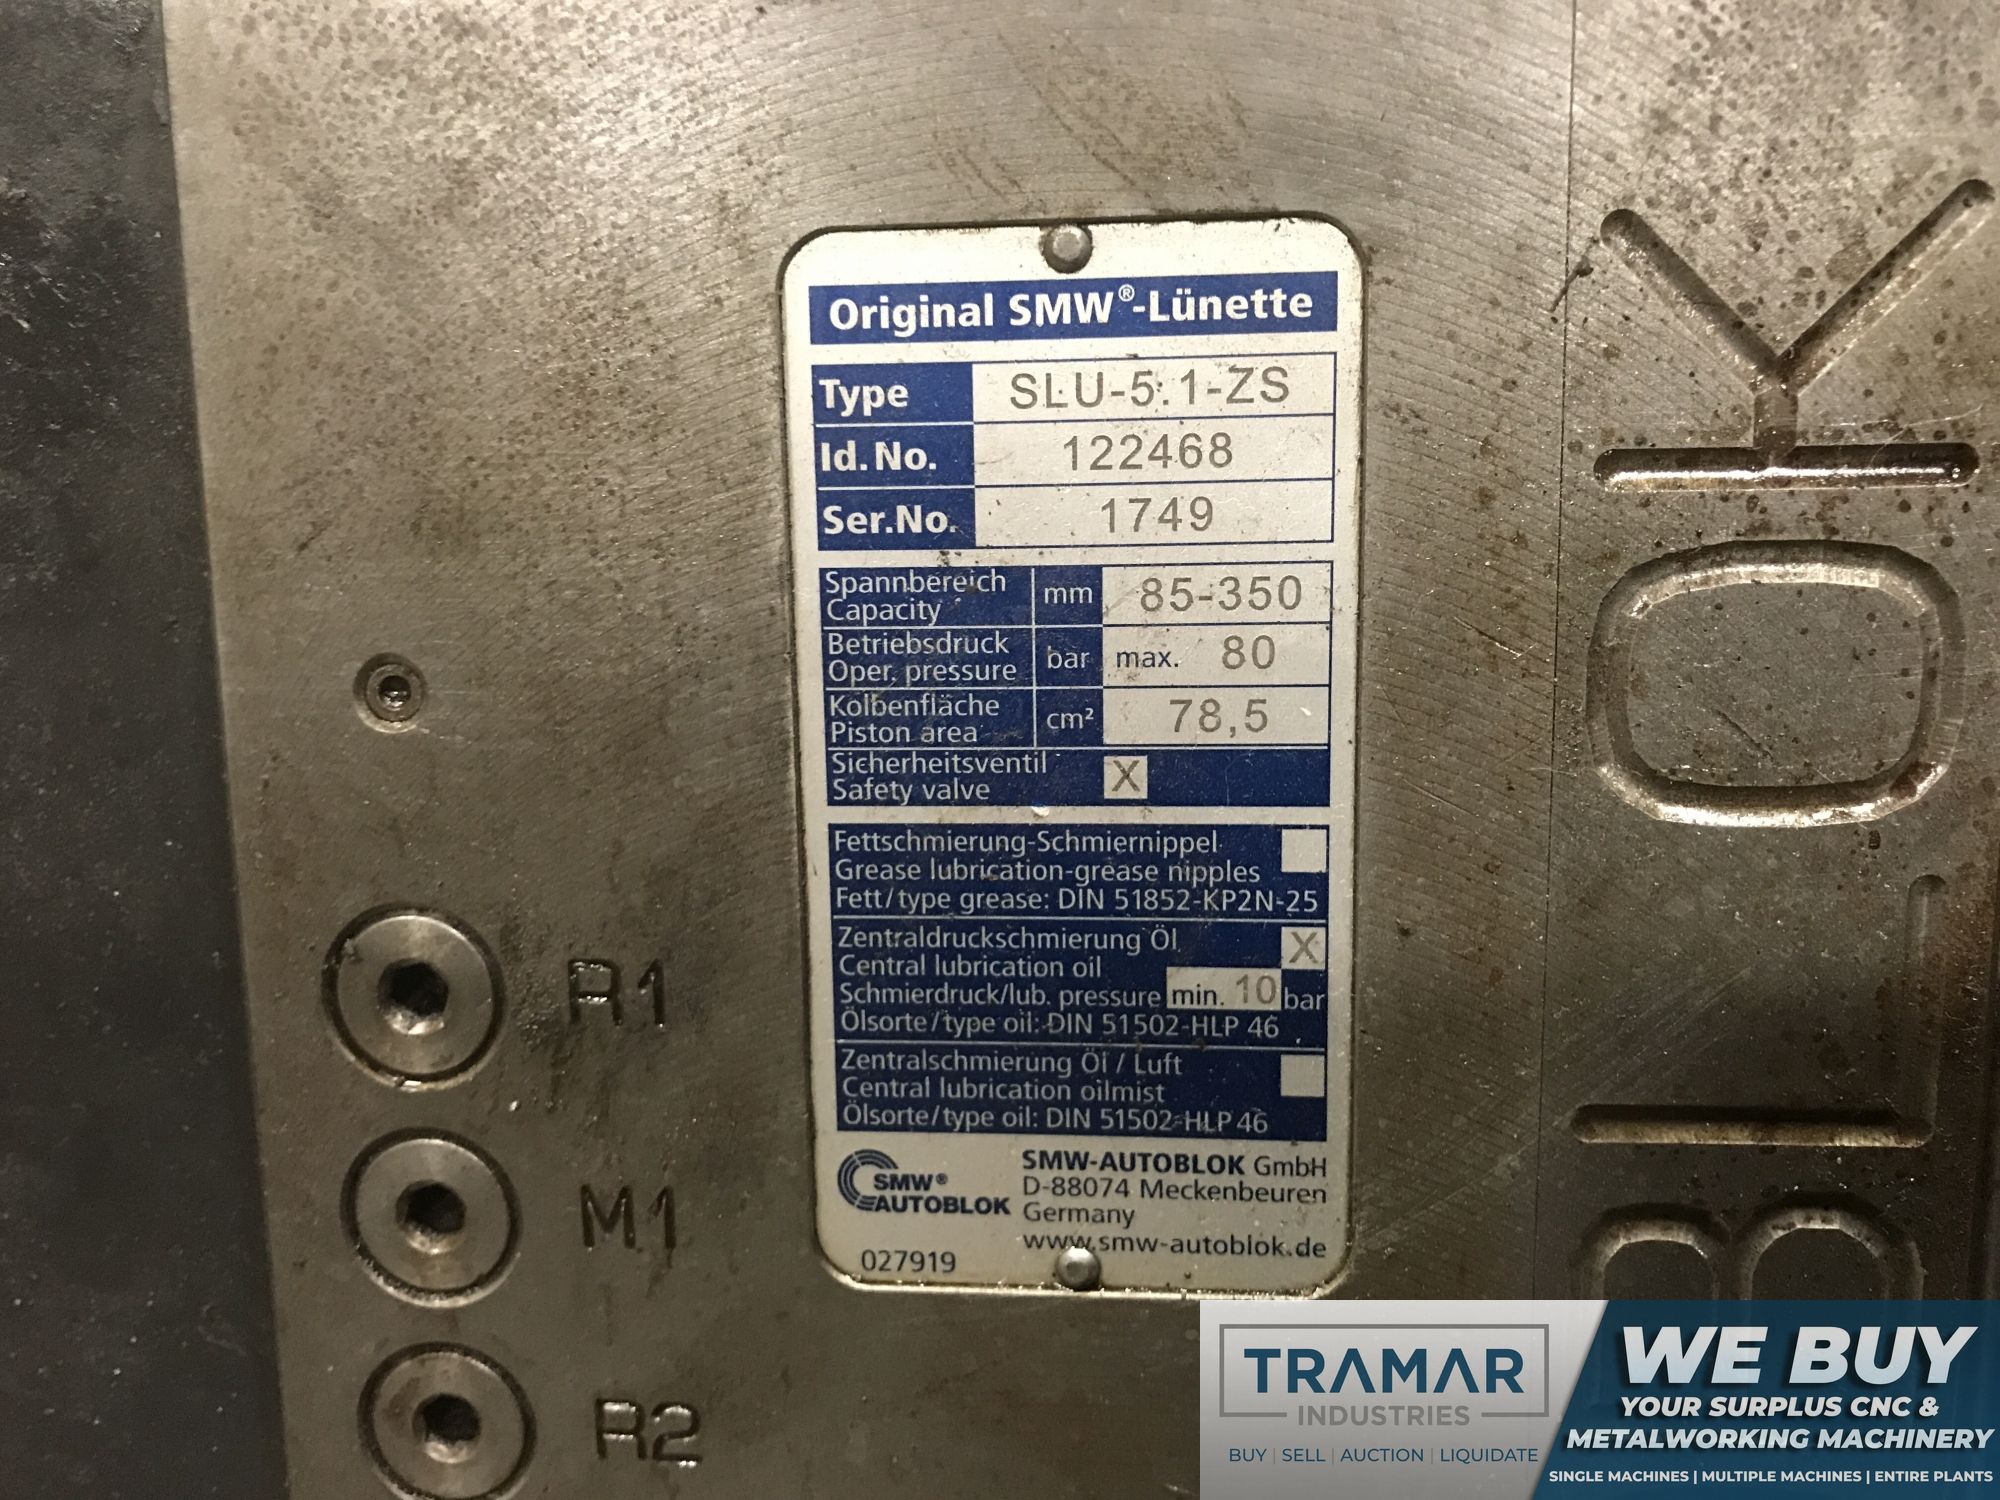 Original SMW®-Lünette
Type SLU-5.1-ZS
Id.No. 122468
Ser.No. 1749
Spannbereich
Capacity mm 85-350
Betriebsdruck
Oper. pressure bar max. 80
Kolbenfläche
Piston area cm² 78,5
Sicherheitsventil
Safety valve X
Fettschmierung-Schmiernippel
Grease lubrication-grease nipples
Fett/type grease: DIN 51852-KP2N-25
Zentraldruckschmierung Öl X
Central lubrication oil
Schmierdruck/lub. pressure min. 10 bar
Ölsorte/type oil: DIN 51502-HLP 46
Zentralschmierung Öl / Luft
Central lubrication oilmist
Ölsorte/type oil: DIN 51502-HLP 46
SMW®
AUTOBLOK
SMW-AUTOBLOK GmbH
D-88074 Meckenbeuren
Germany
www.smw-autoblok.de
027919
R1
M1
R2
BLOK
TRAMAR
INDUSTRIES
BUY | SELL | AUCTION | LIQUIDATE
WE BUY
YOUR SURPLUS CNC &
METALWORKING MACHINERY
SINGLE MACHINES | MULTIPLE MACHINES | ENTIRE PLANTS